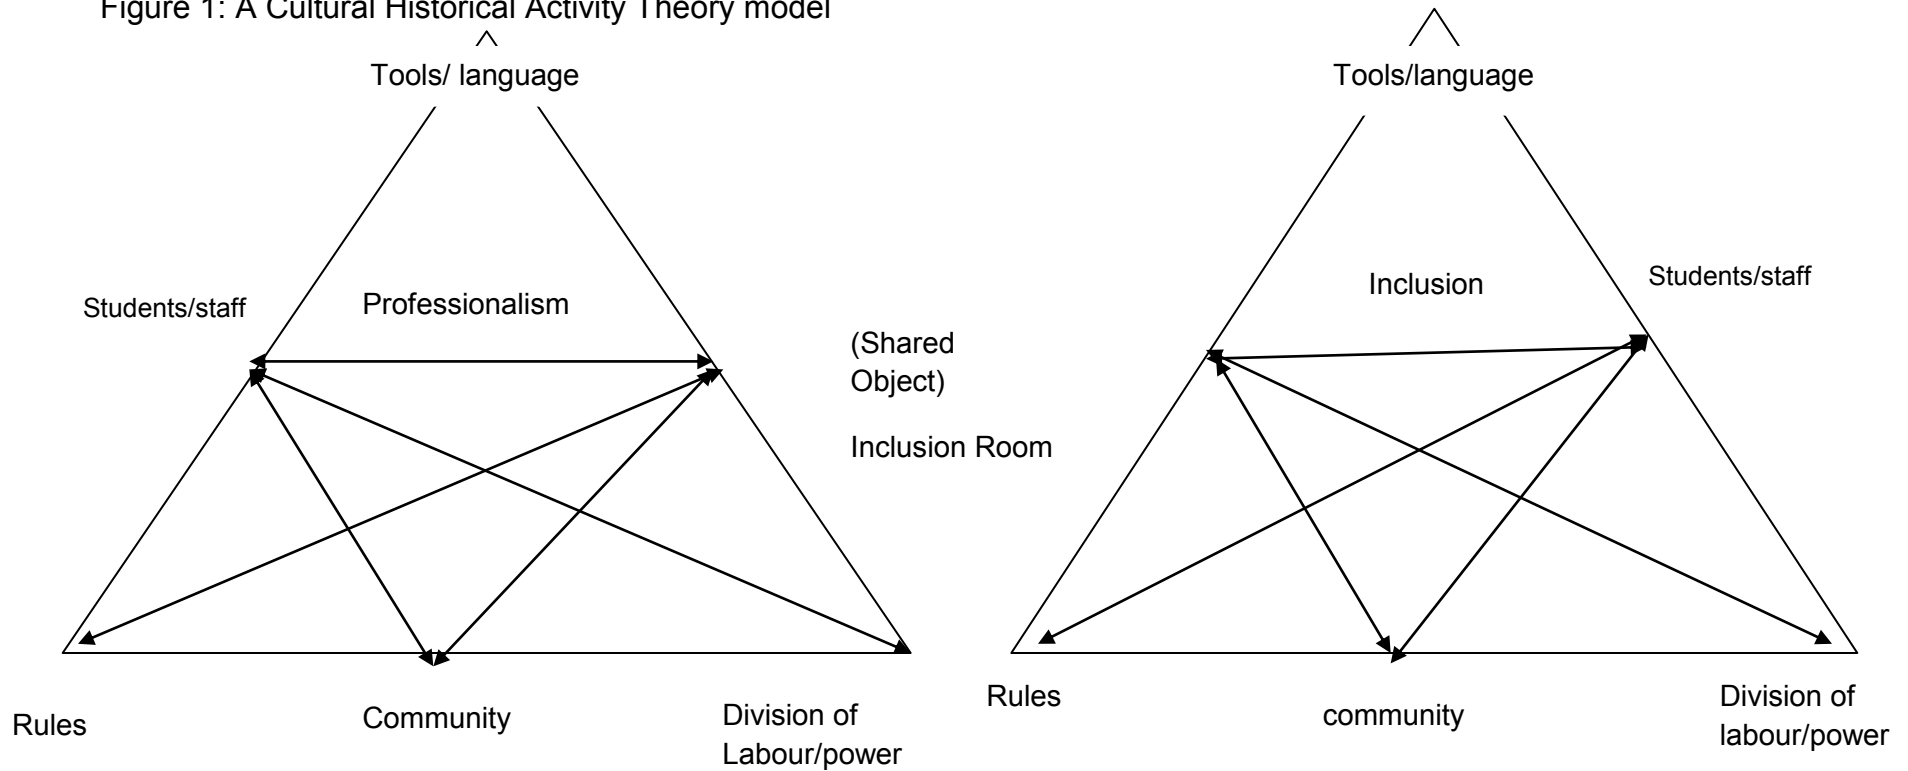 Figure 1: A Cultural Historical Activity Theory model
Tools/ language
Students/staff
Professionalism
(Shared
Object)
Inclusion Room
Rules
Community
Division of
Labour/power
Tools/language
Inclusion
Students/staff
Rules
community
Division of
labour/power